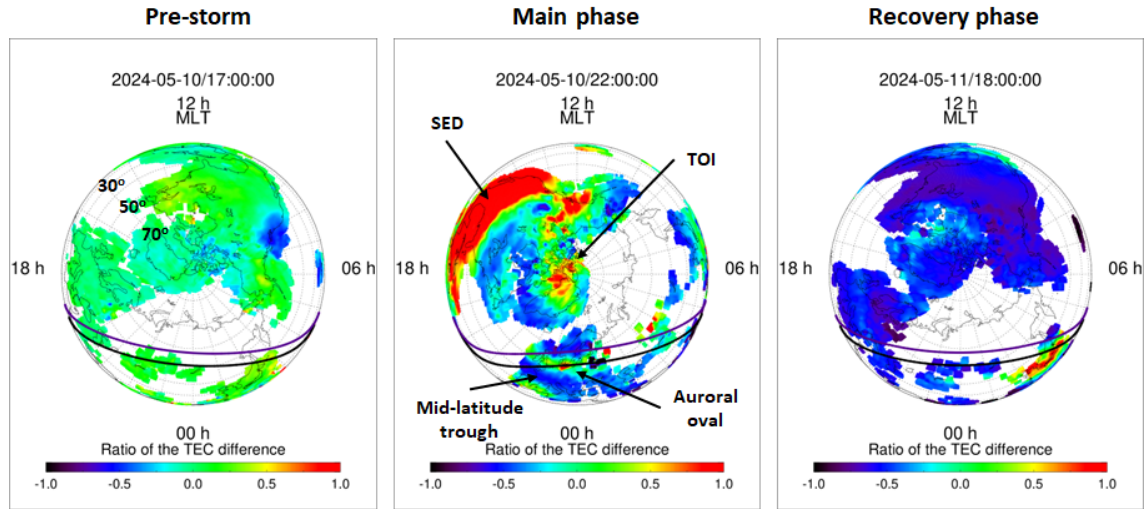 Pre-storm
2024-05-10/17:00:00
12 h
MLT
30°
50°
70°
18 h
06 h
00 h
Ratio of the TEC difference
-1.0 -0.5 0.0 0.5 1.0
Main phase
2024-05-10/22:00:00
12 h
MLT
SED
TOI
18 h
06 h
Mid-latitude
trough
Auroral
oval
00 h
Ratio of the TEC difference
-1.0 -0.5 0.0 0.5 1.0
Recovery phase
2024-05-11/18:00:00
12 h
MLT
18 h
06 h
00 h
Ratio of the TEC difference
-1.0 -0.5 0.0 0.5 1.0